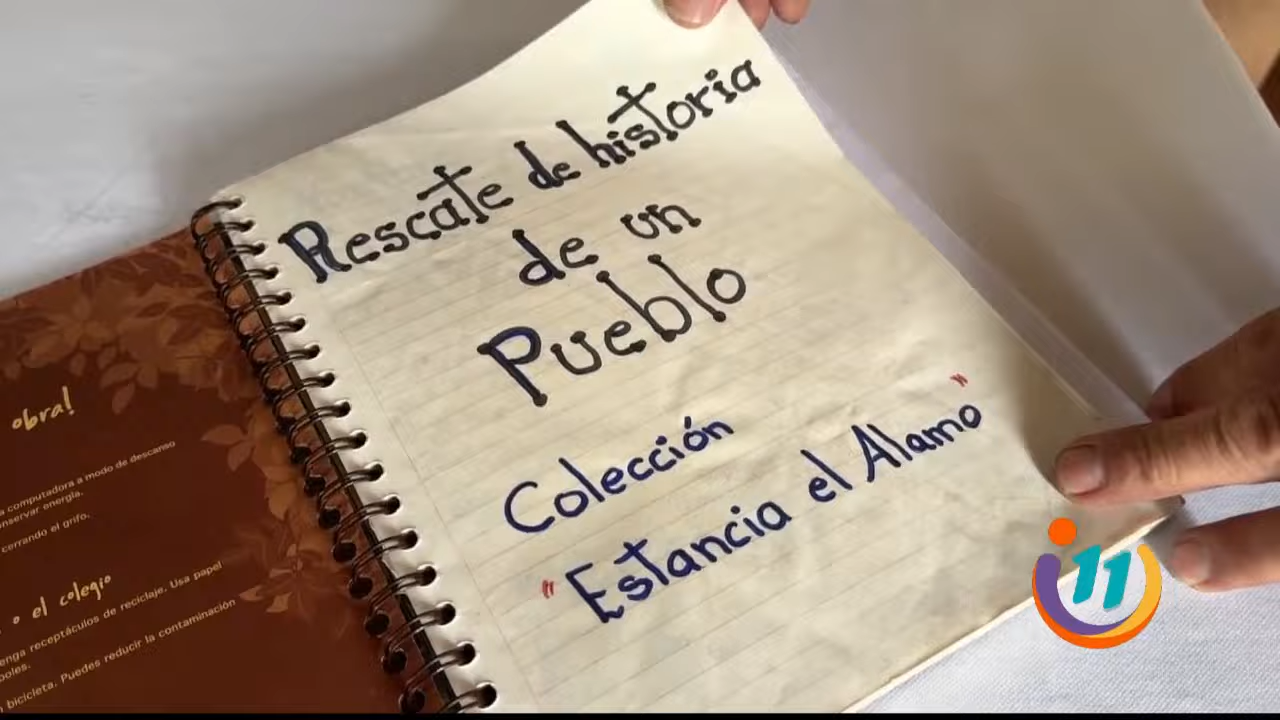 Rescate de historia
de un
Pueblo
Colección
"Estancia el Alamo"
obra!
computadora a modo de descanso
nservar energía.
cerrando el grifo.
o el colegio
enga receptáculos de reciclaje. Usa papel
boles.
bicicleta. Puedes reducir la contaminación
11